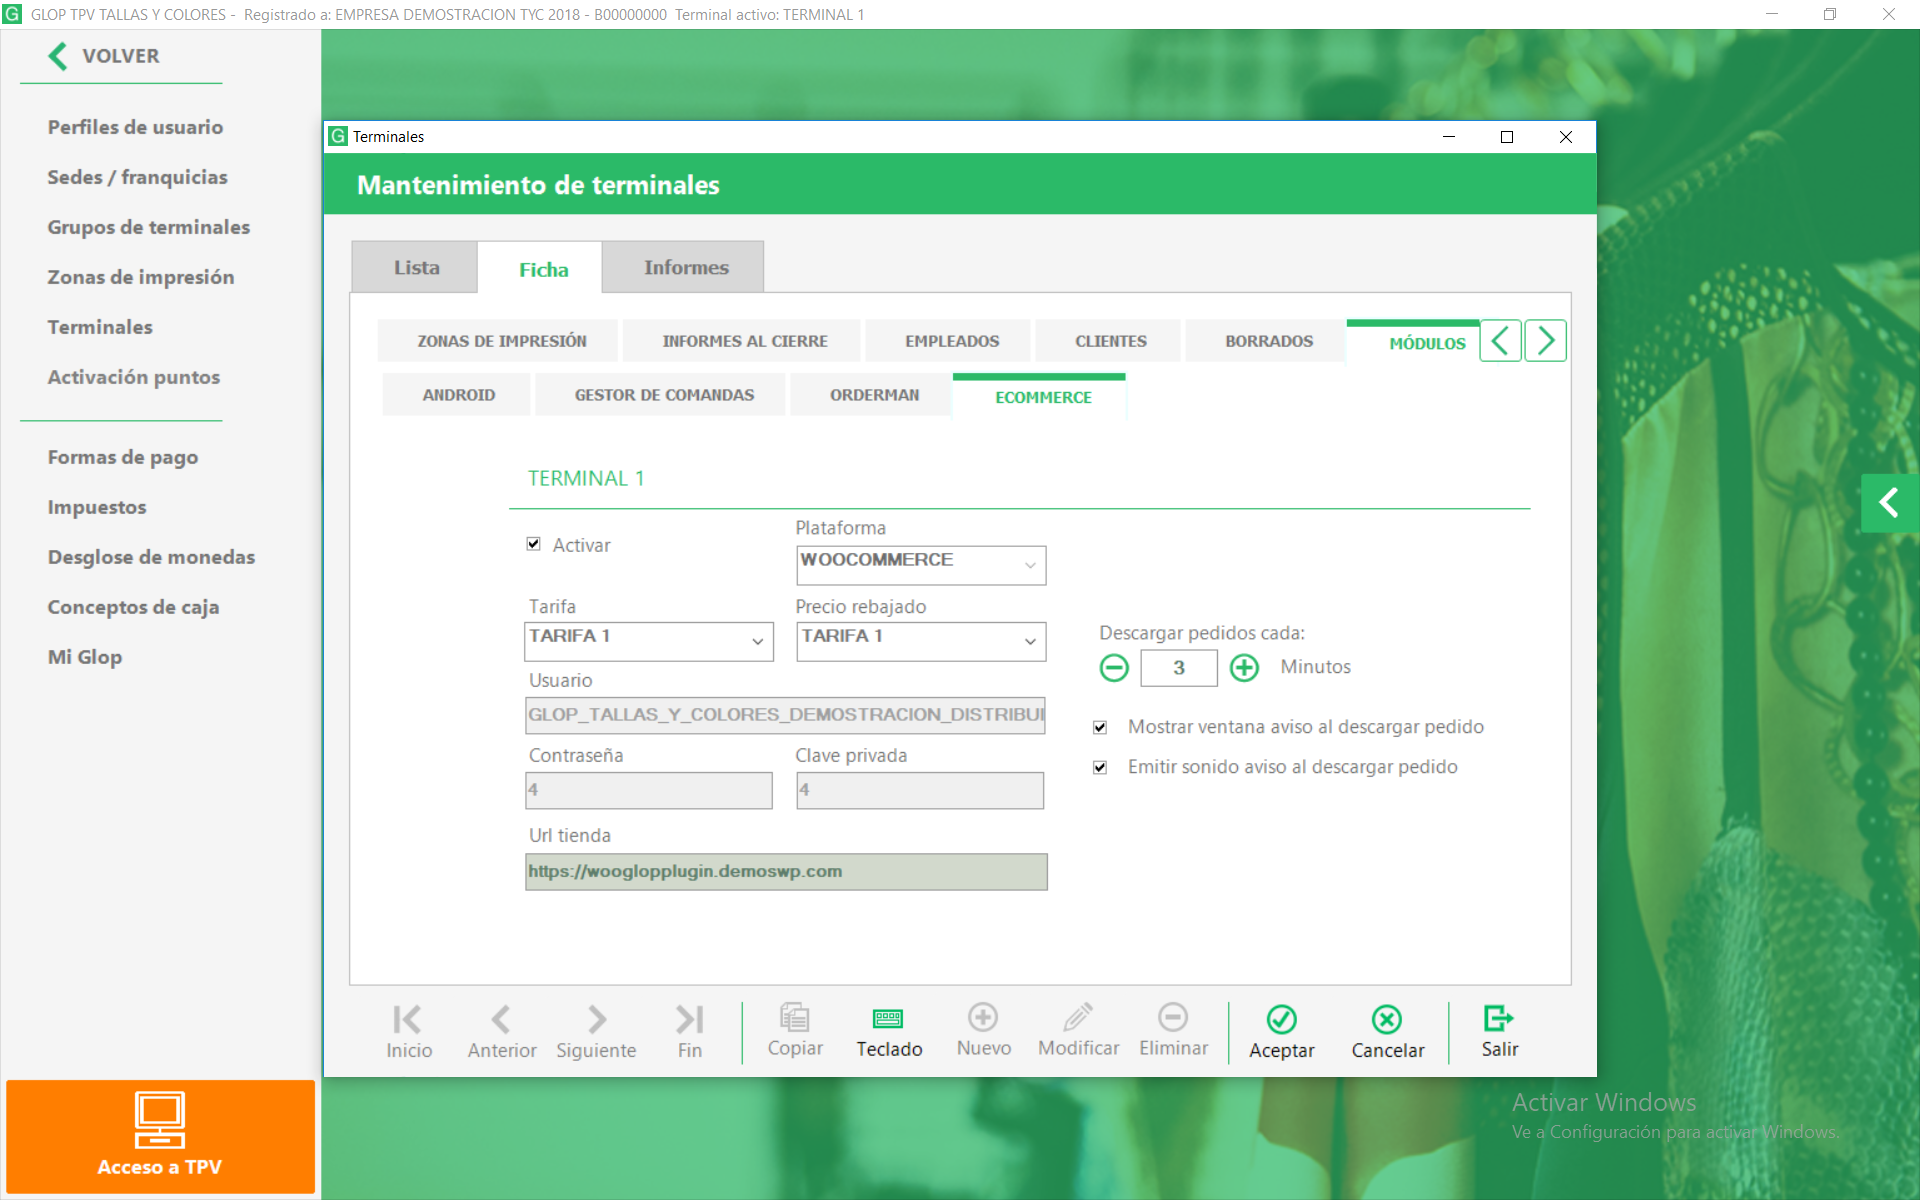 GLOP TPV TALLAS Y COLORES - Registrado a: EMPRESA DEMOSTRACION TYC 2018 - B00000000 Terminal activo: TERMINAL 1
VOLVER
Perfiles de usuario
Sedes / franquicias
Grupos de terminales
Zonas de impresión
Terminales
Activación puntos
Formas de pago
Impuestos
Desglose de monedas
Conceptos de caja
Mi Glop
Acceso a TPV
Terminales
Mantenimiento de terminales
Lista Ficha Informes
ZONAS DE IMPRESIÓN INFORMES AL CIERRE EMPLEADOS CLIENTES BORRADOS MÓDULOS
ANDROID GESTOR DE COMANDAS ORDERMAN ECOMMERCE
TERMINAL 1
Activar
Plataforma
WOOCOMMERCE
Tarifa Precio rebajado
TARIFA 1 TARIFA 1
Descargar pedidos cada:
3 Minutos
Usuario
GLOP_TALLAS_Y_COLORES_DEMOSTRACION_DISTRIBUI
Mostrar ventana aviso al descargar pedido
Contraseña Clave privada
Emitir sonido aviso al descargar pedido
4 4
Url tienda
https://wooglopplugin.demoswp.com
Inicio Anterior Siguiente Fin Copiar Teclado Nuevo Modificar Eliminar Aceptar Cancelar Salir
Activar Windows
Ve a Configuración para activar Windows.